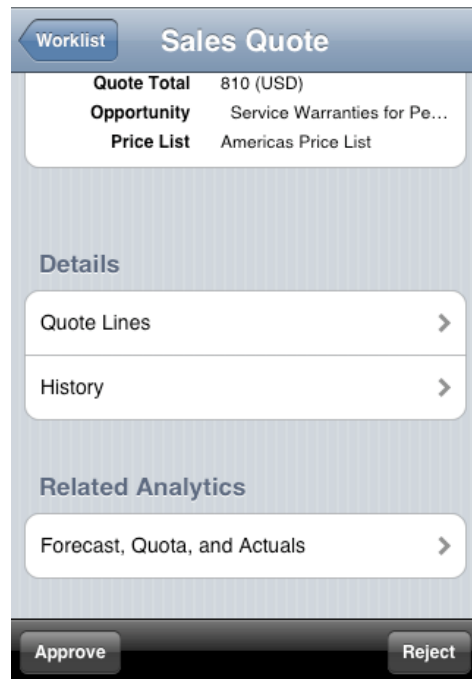 Worklist Sales Quote
Quote Total 810 (USD)
Opportunity Service Warranties for Pe...
Price List Americas Price List
Details
Quote Lines
History
Related Analytics
Forecast, Quota, and Actuals
Approve Reject